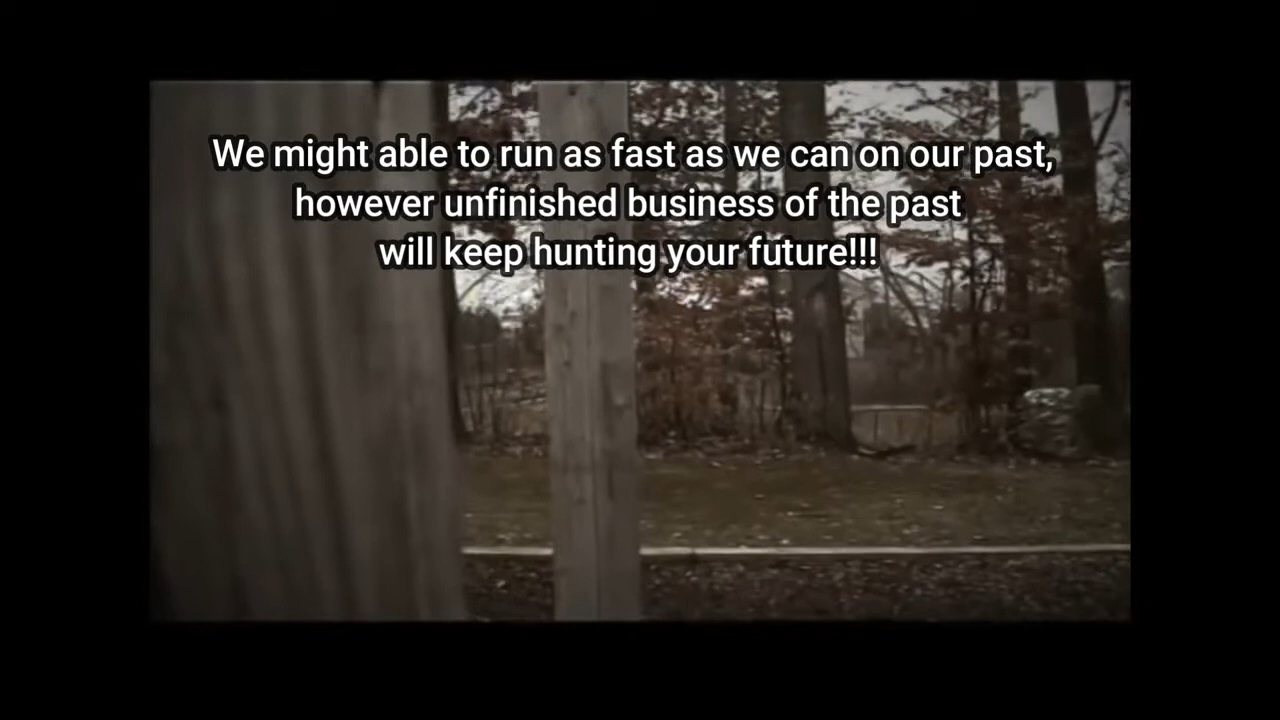 We might able to run as fast as we can on our past,
however unfinished business of the past
will keep hunting your future!!!